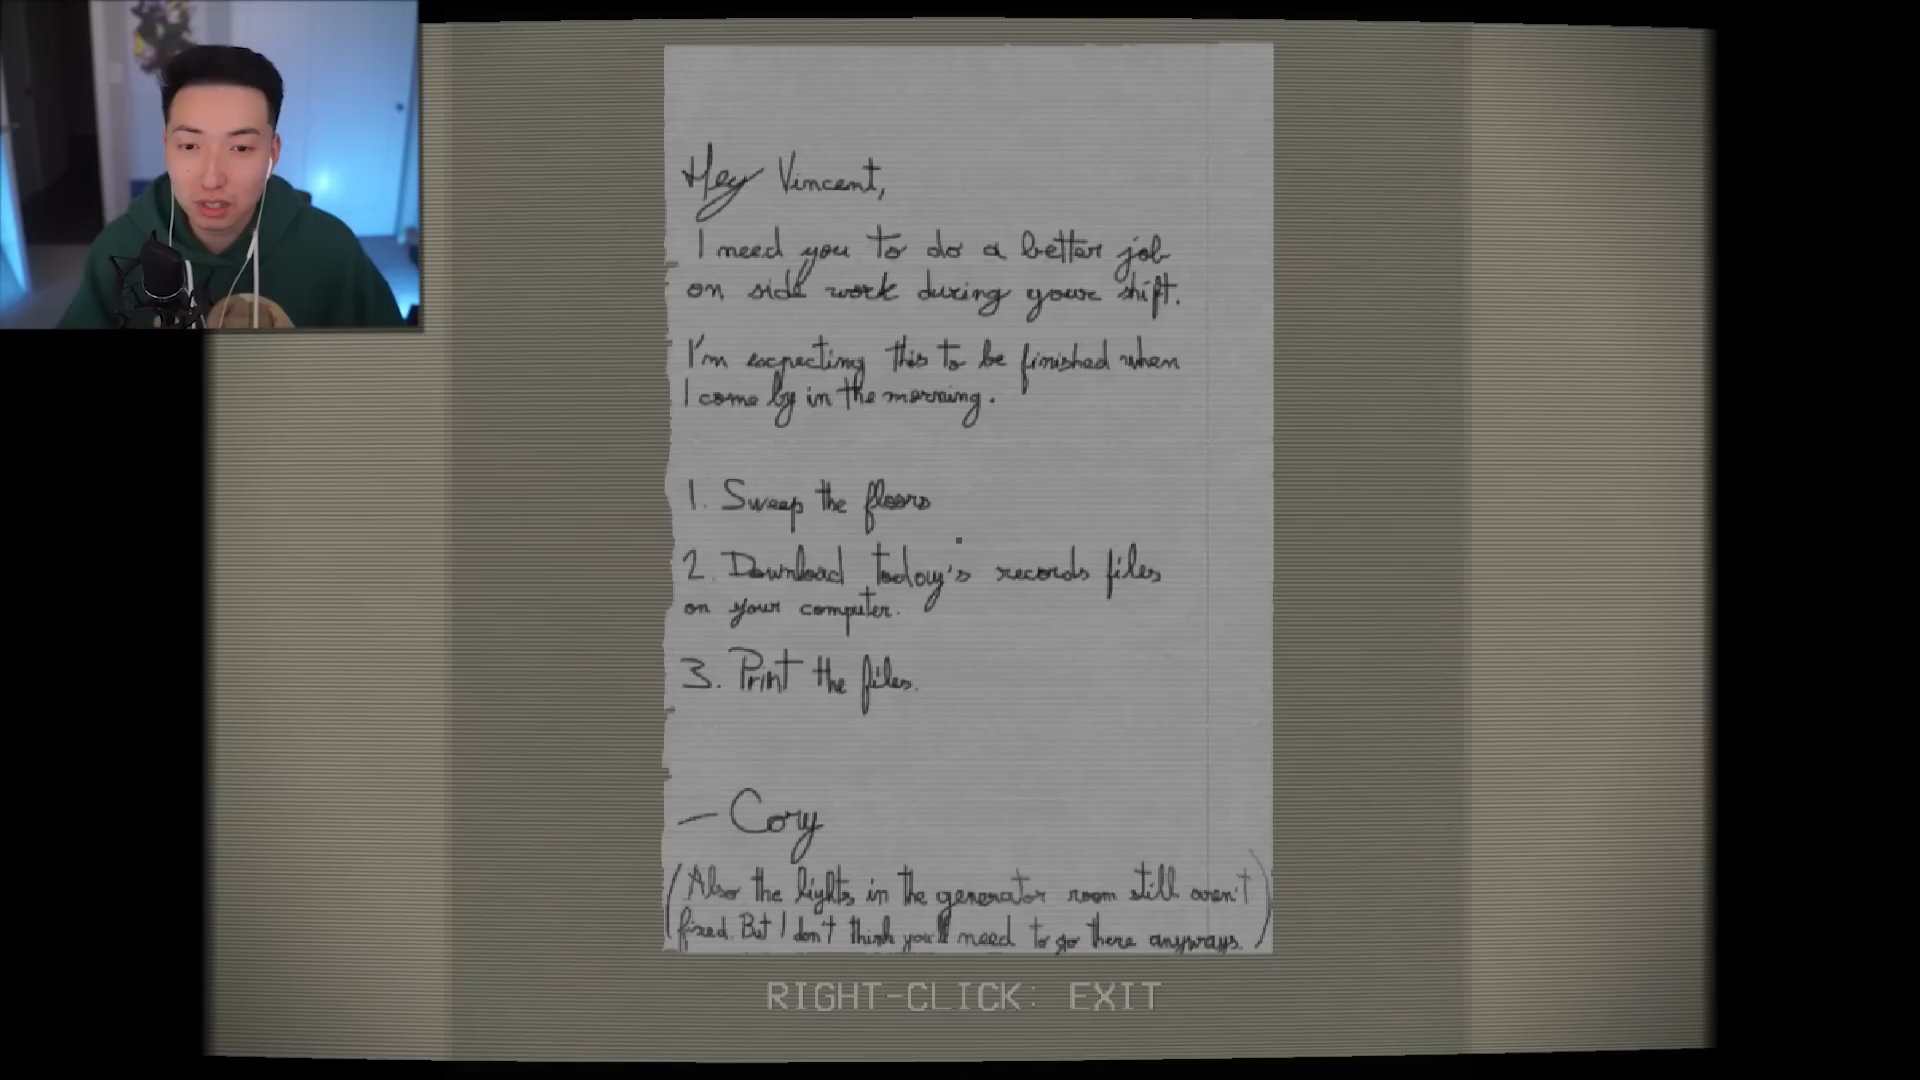 Hey Vincent,
I need you to do a better job
on side work during your shift.
I'm expecting this to be finished when
I come by in the morning.
1. Sweep the floors
2. Download today's records files
on your computer.
3. Print the files.
— Cory
(Also the lights in the generator room still aren't
fixed. But I don't think you'll need to go there anyways.)
RIGHT-CLICK: EXIT